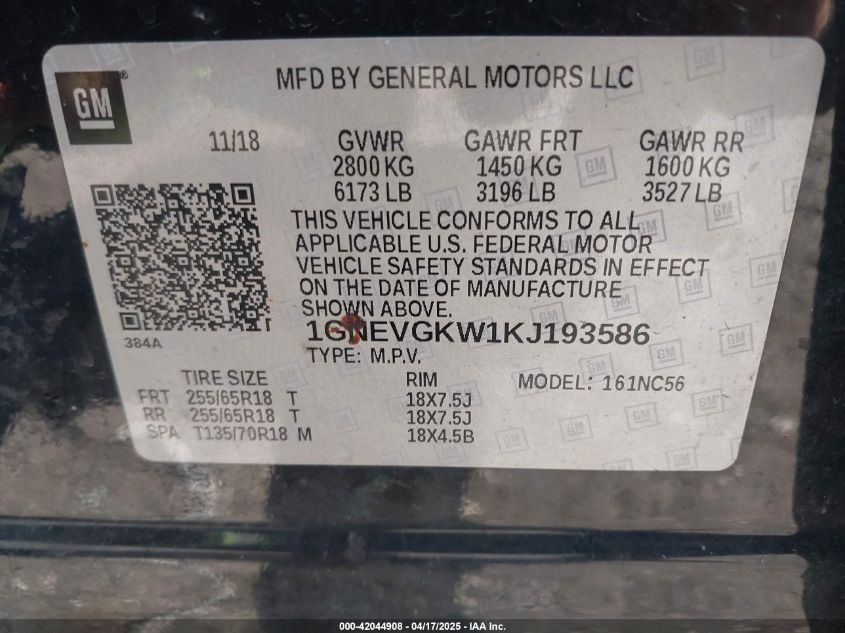 GM
MFD BY GENERAL MOTORS LLC
11/18 GVWR GAWR FRT GAWR RR
2800 KG 1450 KG 1600 KG
6173 LB 3196 LB 3527 LB
THIS VEHICLE CONFORMS TO ALL
APPLICABLE U.S. FEDERAL MOTOR
VEHICLE SAFETY STANDARDS IN EFFECT
ON THE DATE OF MANUFACTURE
SHOWN ABOVE.
384A
1GNEVGKW1KJ193586
TYPE: M.P.V.
TIRE SIZE RIM MODEL: 161NC56
FRT 255/65R18 T 18X7.5J
RR 255/65R18 T 18X7.5J
SPA T135/70R18 M 18X4.5B
000-42044908 - 04/17/2025 - IAA Inc.